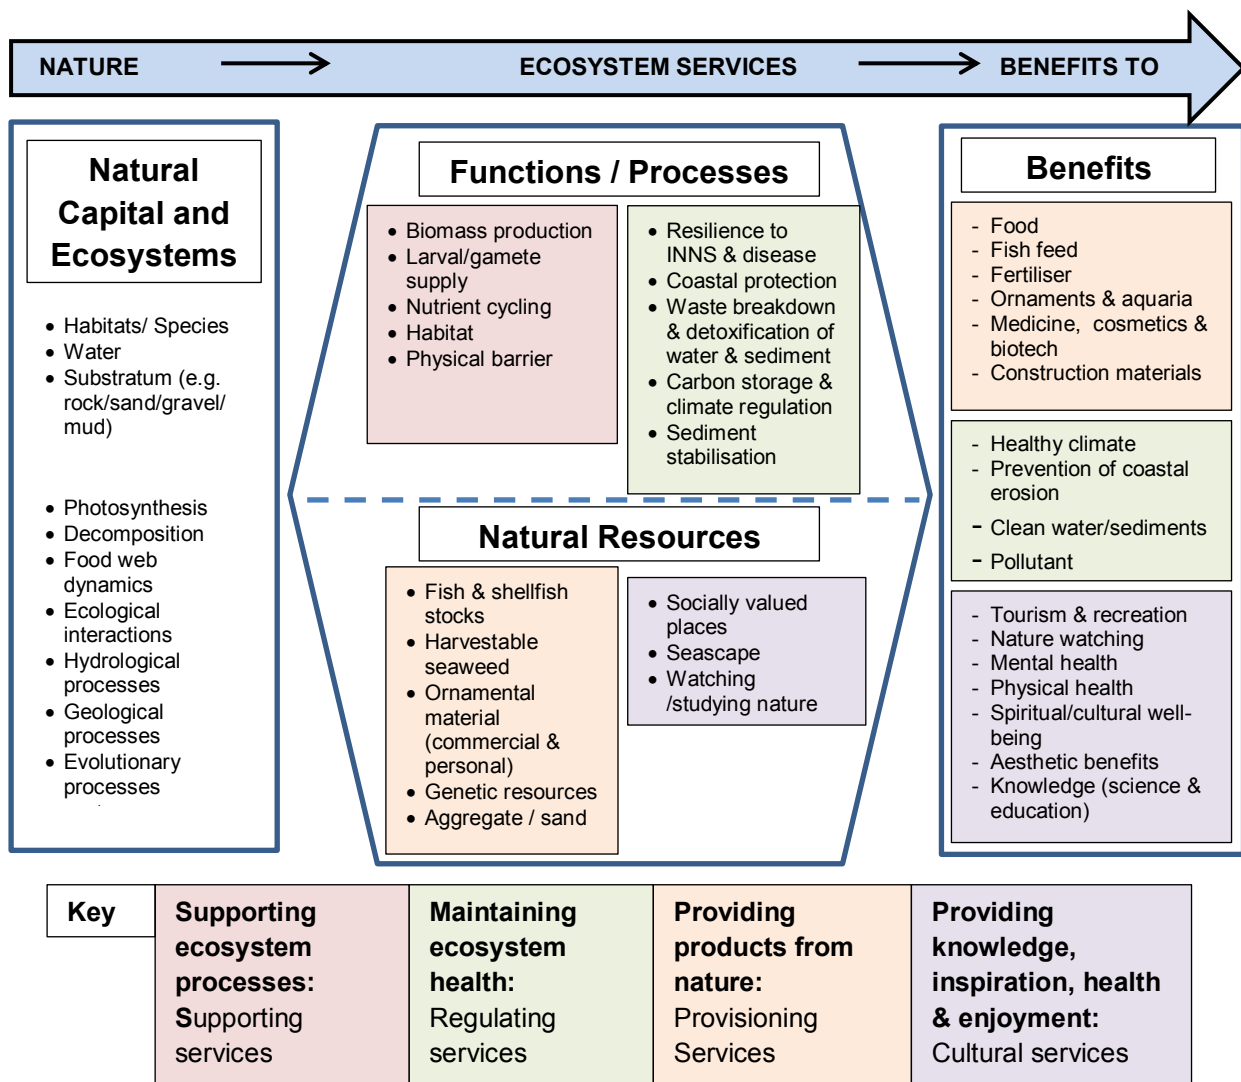 NATURE
ECOSYSTEM SERVICES
BENEFITS TO
Natural
Capital and
Ecosystems
• Habitats/ Species
• Water
• Substratum (e.g.
rock/sand/gravel/
mud)
• Photosynthesis
• Decomposition
• Food web
dynamics
• Ecological
interactions
• Hydrological
processes
• Geological
processes
• Evolutionary
processes
Functions / Processes
• Biomass production
• Larval/gamete
supply
• Nutrient cycling
• Habitat
• Physical barrier
• Resilience to
INNS & disease
• Coastal protection
• Waste breakdown
& detoxification of
water & sediment
• Carbon storage &
climate regulation
• Sediment
stabilisation
Natural Resources
• Fish & shellfish
stocks
• Harvestable
seaweed
• Ornamental
material
(commercial &
personal)
• Genetic resources
• Aggregate / sand
• Socially valued
places
• Seascape
• Watching
/studying nature
Benefits
- Food
- Fish feed
- Fertiliser
- Ornaments & aquaria
- Medicine, cosmetics &
biotech
- Construction materials
- Healthy climate
- Prevention of coastal
erosion
- Clean water/sediments
- Pollutant
- Tourism & recreation
- Nature watching
- Mental health
- Physical health
- Spiritual/cultural well-
being
- Aesthetic benefits
- Knowledge (science &
education)
Key
Supporting
ecosystem
processes:
Supporting
services
Maintaining
ecosystem
health:
Regulating
services
Providing
products from
nature:
Provisioning
Services
Providing
knowledge,
inspiration, health
& enjoyment:
Cultural services